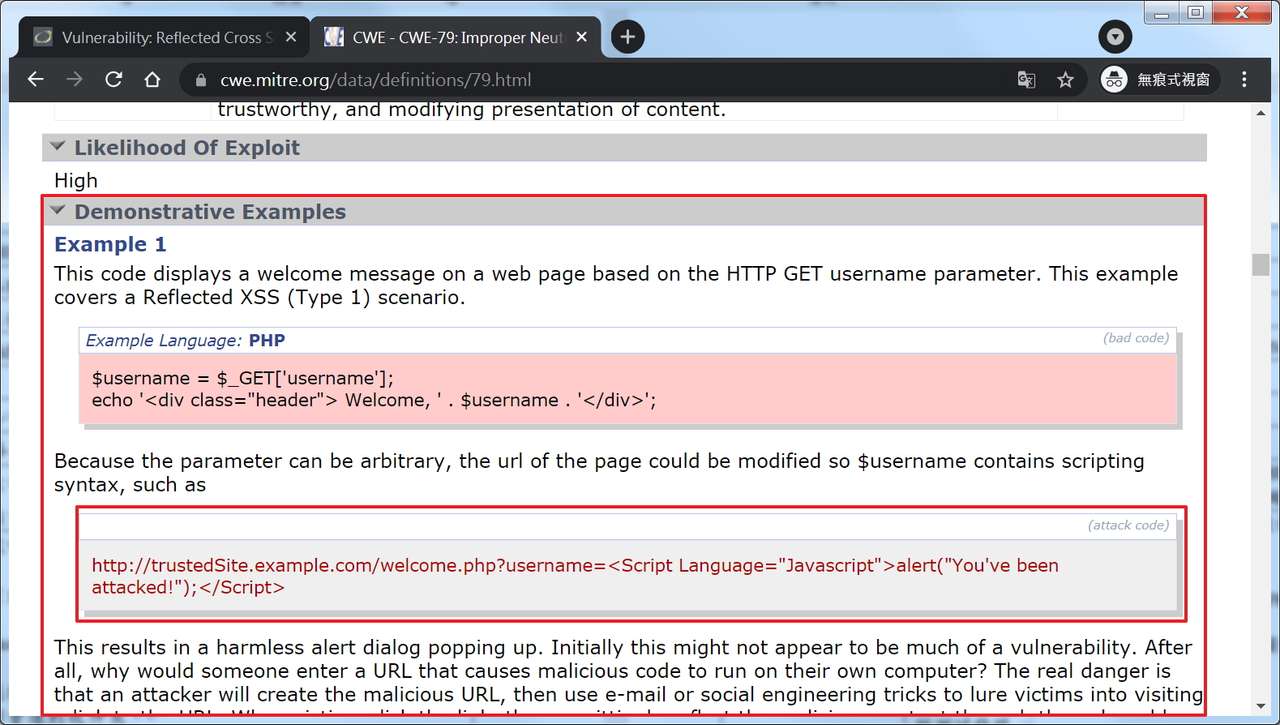 Vulnerability: Reflected Cross S
CWE - CWE-79: Improper Neut
cwe.mitre.org/data/definitions/79.html
無痕式視窗
trustworthy, and modifying presentation of content.
Likelihood Of Exploit
High
Demonstrative Examples
Example 1
This code displays a welcome message on a web page based on the HTTP GET username parameter. This example
covers a Reflected XSS (Type 1) scenario.
Example Language: PHP
(bad code)
$username = $_GET['username'];
echo '<div class="header"> Welcome, ' . $username . '</div>';
Because the parameter can be arbitrary, the url of the page could be modified so $username contains scripting
syntax, such as
(attack code)
http://trustedSite.example.com/welcome.php?username=<Script Language="Javascript">alert("You've been
attacked!");</Script>
This results in a harmless alert dialog popping up. Initially this might not appear to be much of a vulnerability. After
all, why would someone enter a URL that causes malicious code to run on their own computer? The real danger is
that an attacker will create the malicious URL, then use e-mail or social engineering tricks to lure victims into visiting